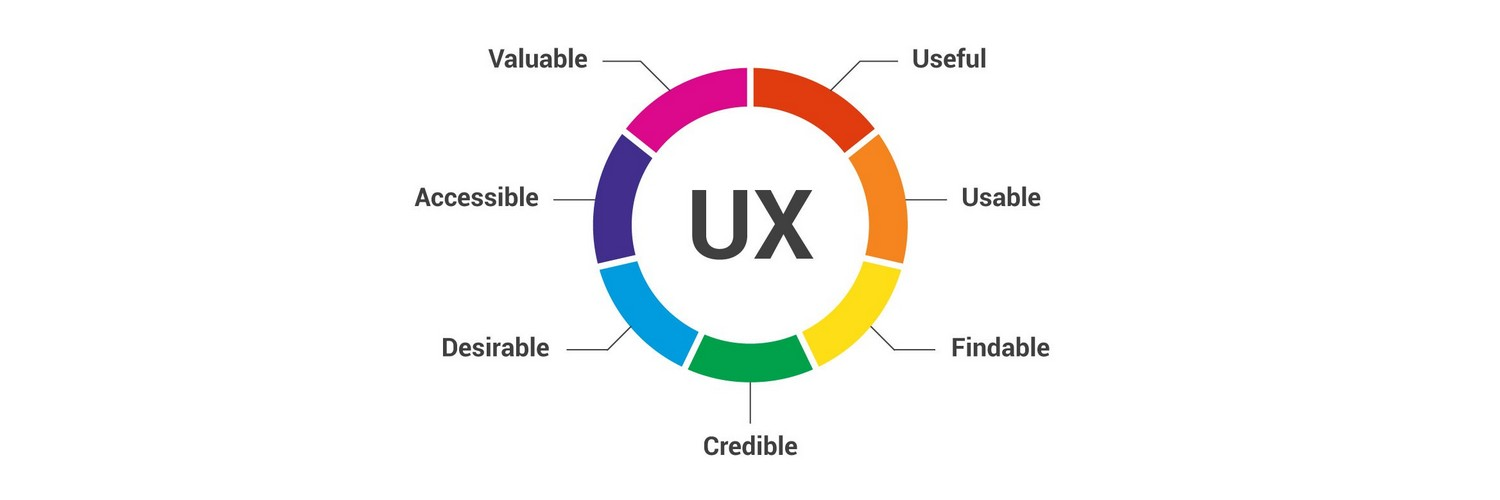 Valuable
Useful
Accessible
UX
Usable
Desirable
Findable
Credible